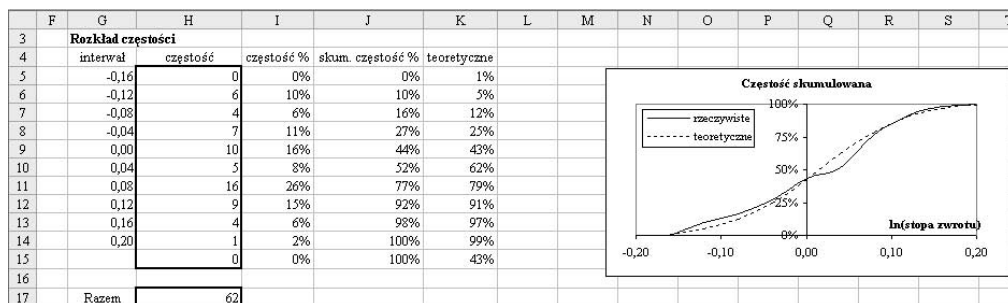 F G H I J K L M N O P Q R S T
3 Rozkład częstości
4 interwał częstość częstość % skum. częstość % teoretyczne
5 -0,16 0 0% 0% 1%
6 -0,12 6 10% 10% 5%
7 -0,08 4 6% 16% 12%
8 -0,04 7 11% 27% 25%
9 0,00 10 16% 44% 43%
10 0,04 5 8% 52% 62%
11 0,08 16 26% 77% 79%
12 0,12 9 15% 92% 91%
13 0,16 4 6% 98% 97%
14 0,20 1 2% 100% 99%
15 0 0% 100% 43%
16
17 Razem 62
Częstość skumulowana
rzeczywiste
teoretyczne
100%
75%
50%
25%
0%
ln(stopa zwrotu)
-0,20 -0,10 0,00 0,10 0,20